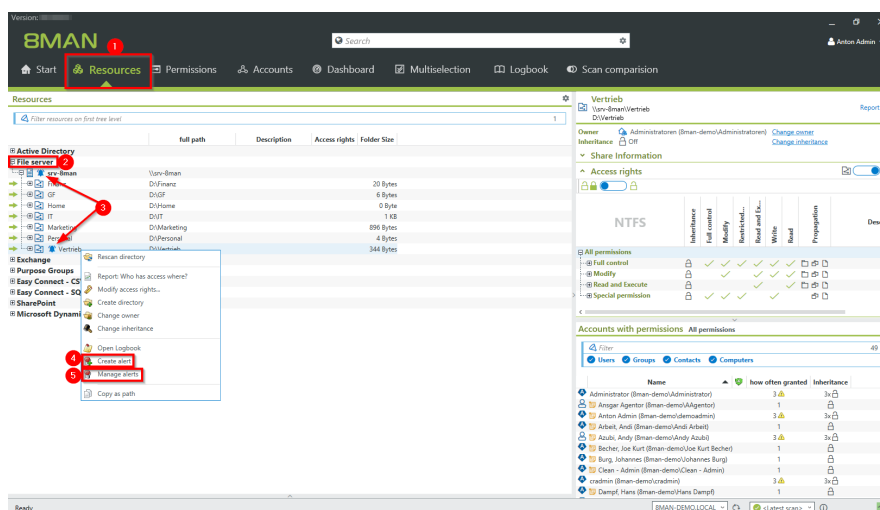 Version:
8MAN
1
Search
Anton Admin
Start Resources Permissions Accounts Dashboard Multiselection Logbook Scan comparision
Resources
Filter resources on first tree level 1
full path Description Access rights Folder Size
Active Directory
File server 2
srv-8man \\srv-8man
Finanz D:\Finanz 20 Bytes
GF D:\GF 6 Bytes
Home D:\Home 0 Byte
3
IT D:\IT 1 KB
Marketing D:\Marketing 896 Bytes
Personal D:\Personal 4 Bytes
Vertrieb D:\Vertrieb 344 Bytes
Exchange
Purpose Groups
Easy Connect - CS
Easy Connect - SQ
SharePoint
Microsoft Dynami
Rescan directory
Report: Who has access where?
Modify access rights...
Create directory
Change owner
Change inheritance
Open Logbook
4 Create alert
5 Manage alerts
Copy as path
Vertrieb
\\srv-8man\Vertrieb Report
D:\Vertrieb
Owner Administratoren (8man-demo\Administratoren) Change owner
Inheritance Off Change inheritance
Share Information
Access rights
NTFS
Inheritance
Full control
Modify
Restricted...
Read and Ex...
Write
Read
Propagation
Des
All permissions
Full control
Modify
Read and Execute
Special permission
Accounts with permissions All permissions
Filter 49
Users Groups Contacts Computers
Name how often granted Inheritance
Administrator (8man-demo\Administrator) 3 3x
Ansgar Agentor (8man-demo\AAgentor) 1
Anton Admin (8man-demo\demoadmin) 3 3x
Arbeit, Andi (8man-demo\Andi Arbeit) 1
Azubi, Andy (8man-demo\Andy Azubi) 3 3x
Becher, Joe Kurt (8man-demo\Joe Kurt Becher) 1
Burg, Johannes (8man-demo\Johannes Burg) 1
Clean - Admin (8man-demo\Clean - Admin) 1
cradmin (8man-demo\cradmin) 3 3x
Dampf, Hans (8man-demo\Hans Dampf) 1
Ready 8MAN-DEMO.LOCAL <Latest scan>